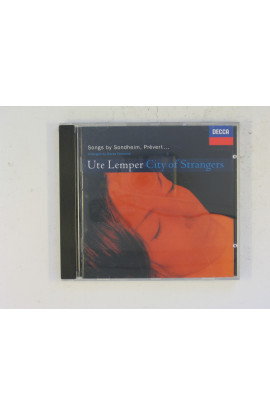 DECCA
Songs by Sondheim, Prévert...
Ute Lemper City of Strangers